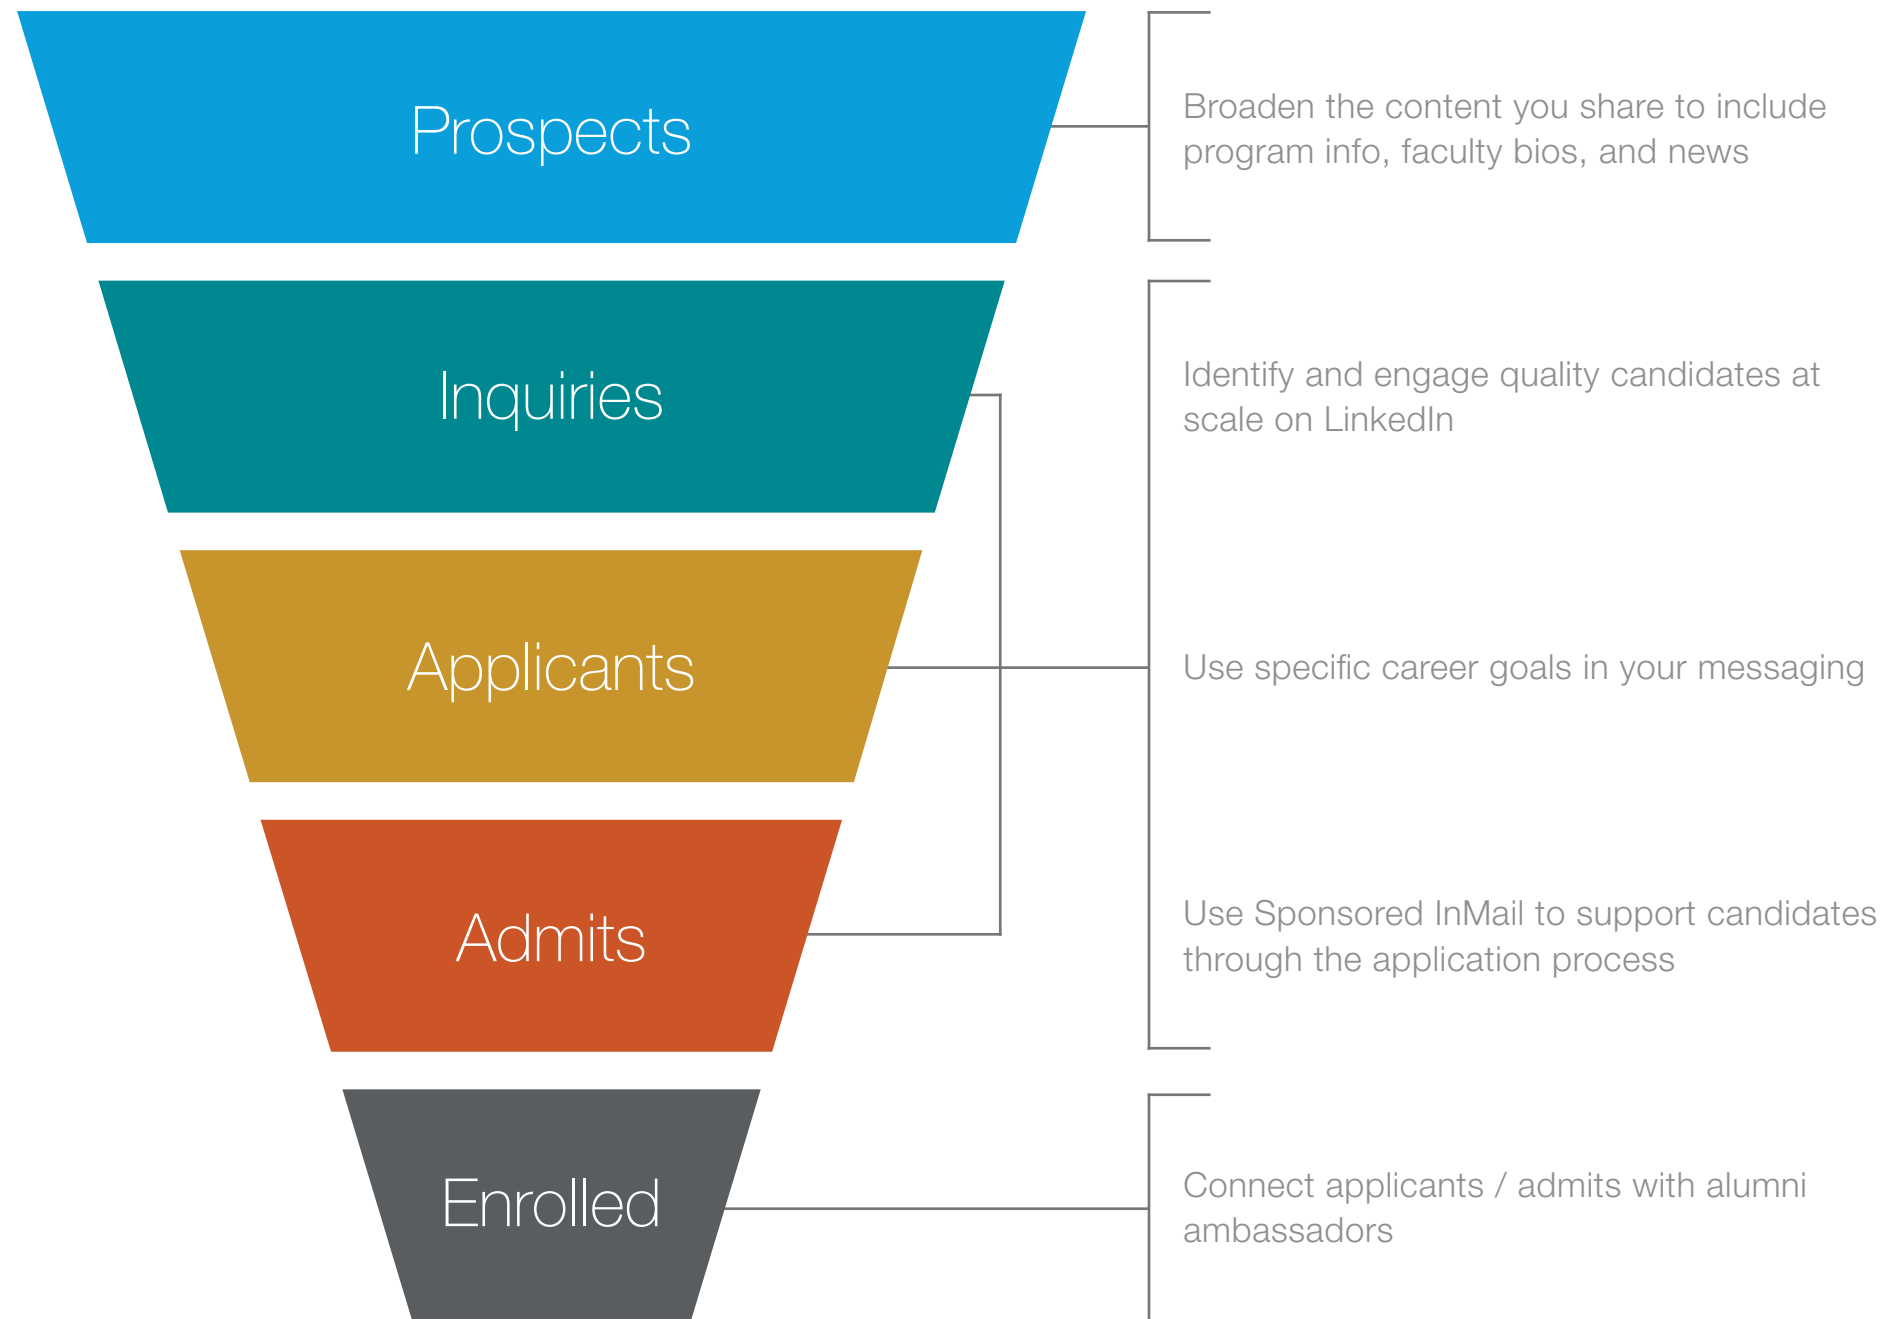 Prospects
Broaden the content you share to include
program info, faculty bios, and news
Inquiries
Identify and engage quality candidates at
scale on LinkedIn
Applicants
Use specific career goals in your messaging
Admits
Use Sponsored InMail to support candidates
through the application process
Enrolled
Connect applicants / admits with alumni
ambassadors